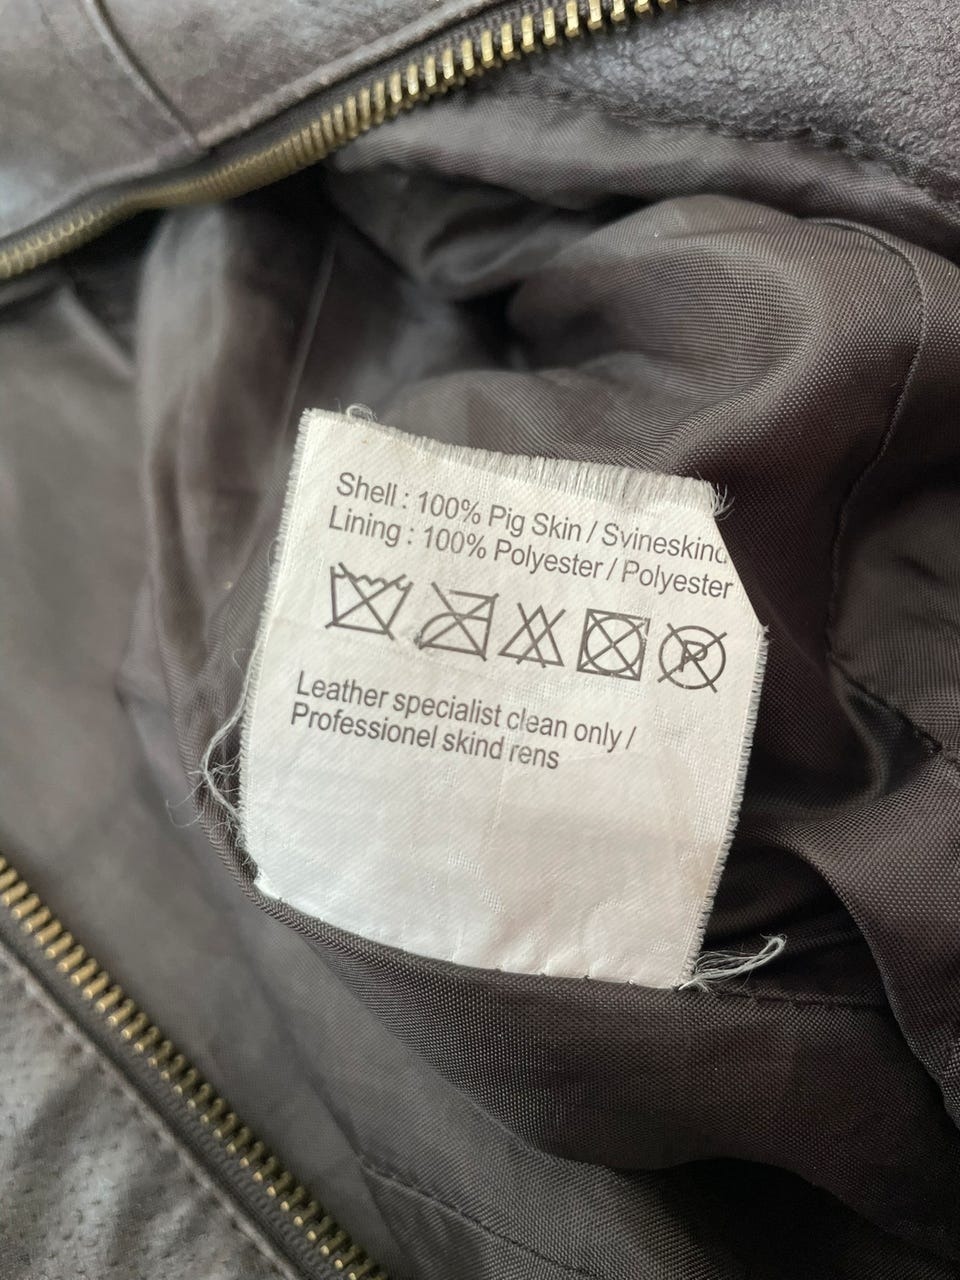 Shell : 100% Pig Skin / Svineskind
Lining : 100% Polyester / Polyester
P
Leather specialist clean only /
Professionel skind rens